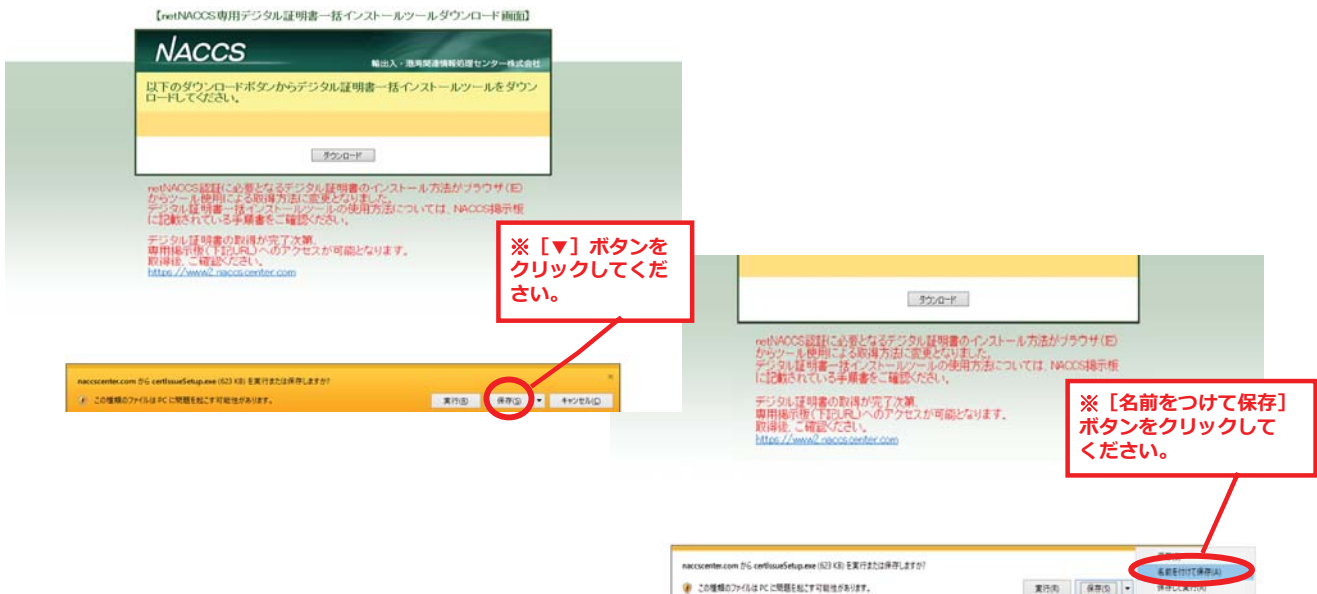 【netNACCS専用デジタル証明書一括インストールツールダウンロード画面】
NACCS
輸出入・港湾関連情報処理センター株式会社
以下のダウンロードボタンからデジタル証明書一括インストールツールをダウン
ロードしてください。
ダウンロード
netNACCS認証に必要となるデジタル証明書のインストール方法がブラウザ(IE)
からツール使用による取得方法に変更となりました。
デジタル証明書一括インストールツールの使用方法については、NACCS掲示板
に記載されている手順書をご確認ください。
デジタル証明書の取得が完了次第、
専用掲示板(下記URL)へのアクセスが可能となります。
取得後、ご確認ください。
https://www2.naccscenter.com
※［▼］ボタンを
クリックしてくだ
さい。
naccscenter.com から certIssueSetup.exe (623 KB) を実行または保存しますか?
×
この種類のファイルは PC に問題を起こす可能性があります。
実行(R)
保存(S)
▼
キャンセル(C)
ダウンロード
netNACCS認証に必要となるデジタル証明書のインストール方法がブラウザ(IE)
からツール使用による取得方法に変更となりました。
デジタル証明書一括インストールツールの使用方法については、NACCS掲示板
に記載されている手順書をご確認ください。
デジタル証明書の取得が完了次第、
専用掲示板(下記URL)へのアクセスが可能となります。
取得後、ご確認ください。
https://www2.naccscenter.com
※［名前をつけて保存］
ボタンをクリックして
ください。
naccscenter.com から certIssueSetup.exe (623 KB) を実行または保存しますか?
名前を付けて保存(A)
この種類のファイルは PC に問題を起こす可能性があります。
実行(R)
保存(S)
▼
保存して実行(R)